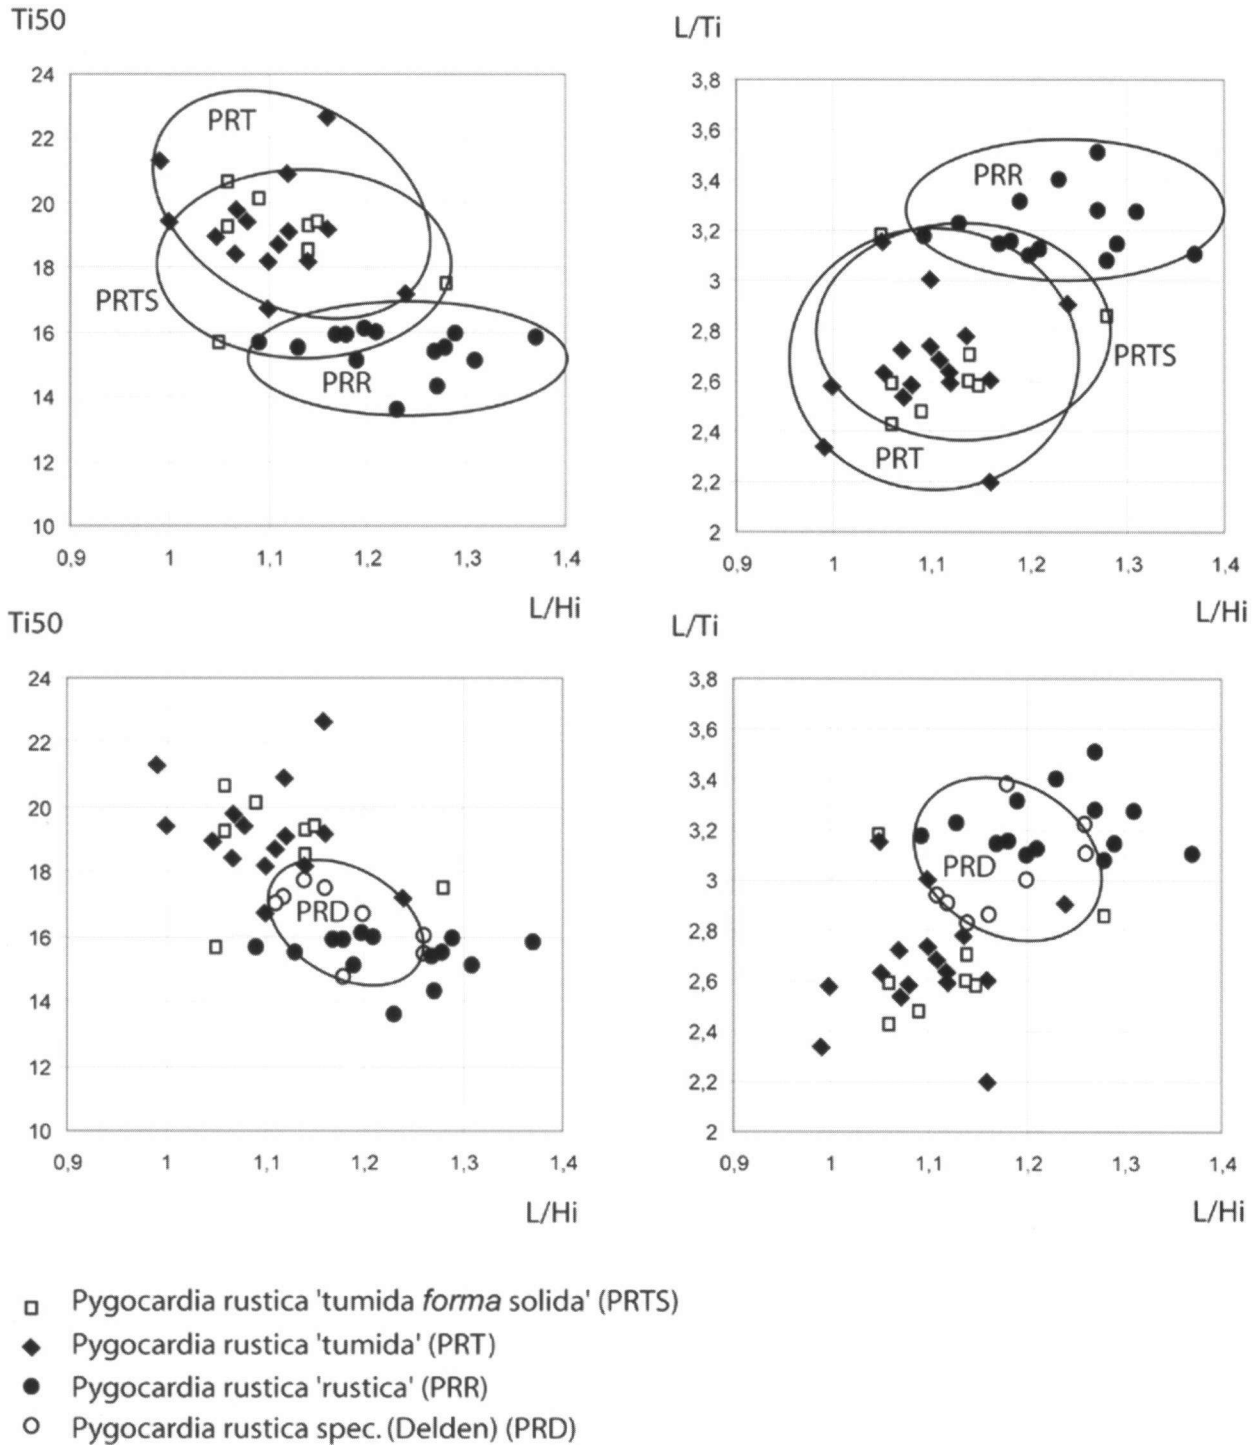 Ti50
24
22
20
18
16
14
12
10
0,9 1 1,1 1,2 1,3 1,4
L/Hi
PRT
PRTS
PRR
L/Ti
3,8
3,6
3,4
3,2
3
2,8
2,6
2,4
2,2
2
0,9 1 1,1 1,2 1,3 1,4
L/Hi
PRR
PRTS
PRT
Ti50
24
22
20
18
16
14
12
10
0,9 1 1,1 1,2 1,3 1,4
L/Hi
PRD
L/Ti
3,8
3,6
3,4
3,2
3
2,8
2,6
2,4
2,2
2
0,9 1 1,1 1,2 1,3 1,4
L/Hi
PRD
Pygocardia rustica 'tumida forma solida' (PRTS)
Pygocardia rustica 'tumida' (PRT)
Pygocardia rustica 'rustica' (PRR)
Pygocardia rustica spec. (Delden) (PRD)